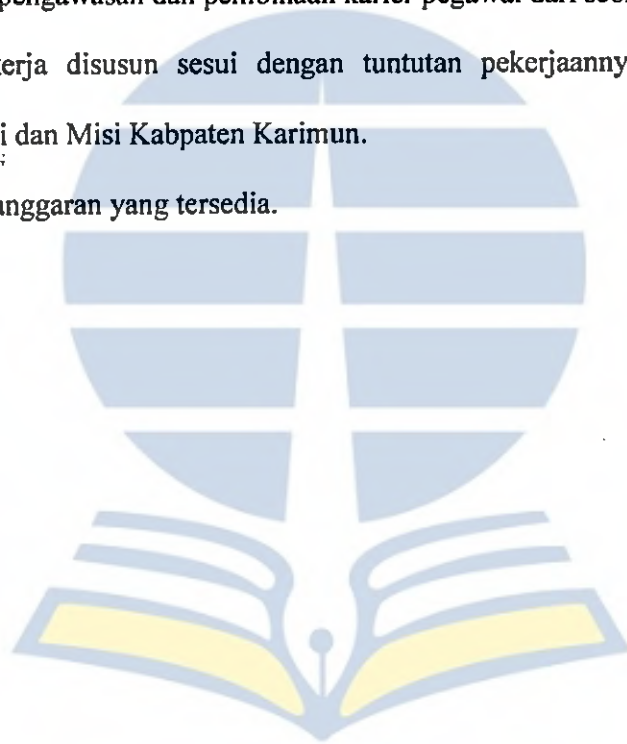 pengawasan dan pembinaan karier pegawai dari
kerja disusun sesui dengan tuntutan pekerjaanny
i dan Misi Kabpaten Karimun.
anggaran yang tersedia.